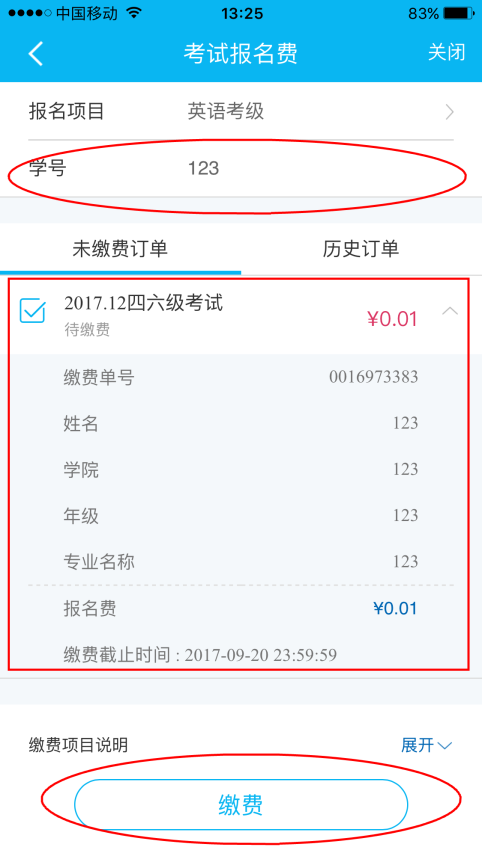 中国移动 13:25 83%
考试报名费 关闭
报名项目 英语考级
学号 123
未缴费订单 历史订单
2017.12四六级考试 ¥0.01
待缴费
缴费单号 0016973383
姓名 123
学院 123
年级 123
专业名称 123
报名费 ¥0.01
缴费截止时间 : 2017-09-20 23:59:59
缴费项目说明 展开
缴费